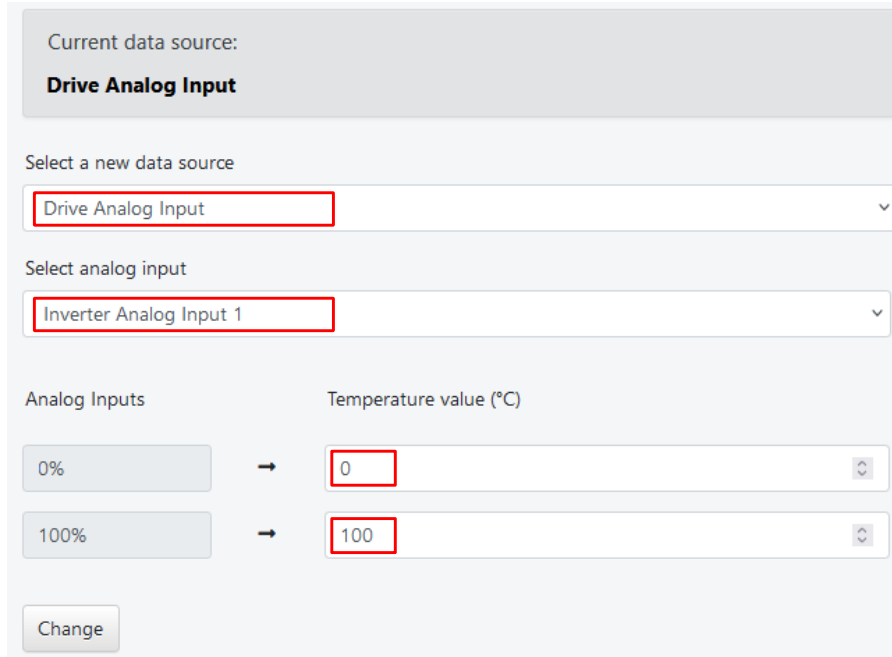 Current data source:
Drive Analog Input
Select a new data source
Drive Analog Input
Select analog input
Inverter Analog Input 1
Analog Inputs Temperature value (°C)
0% → 0
100% → 100
Change